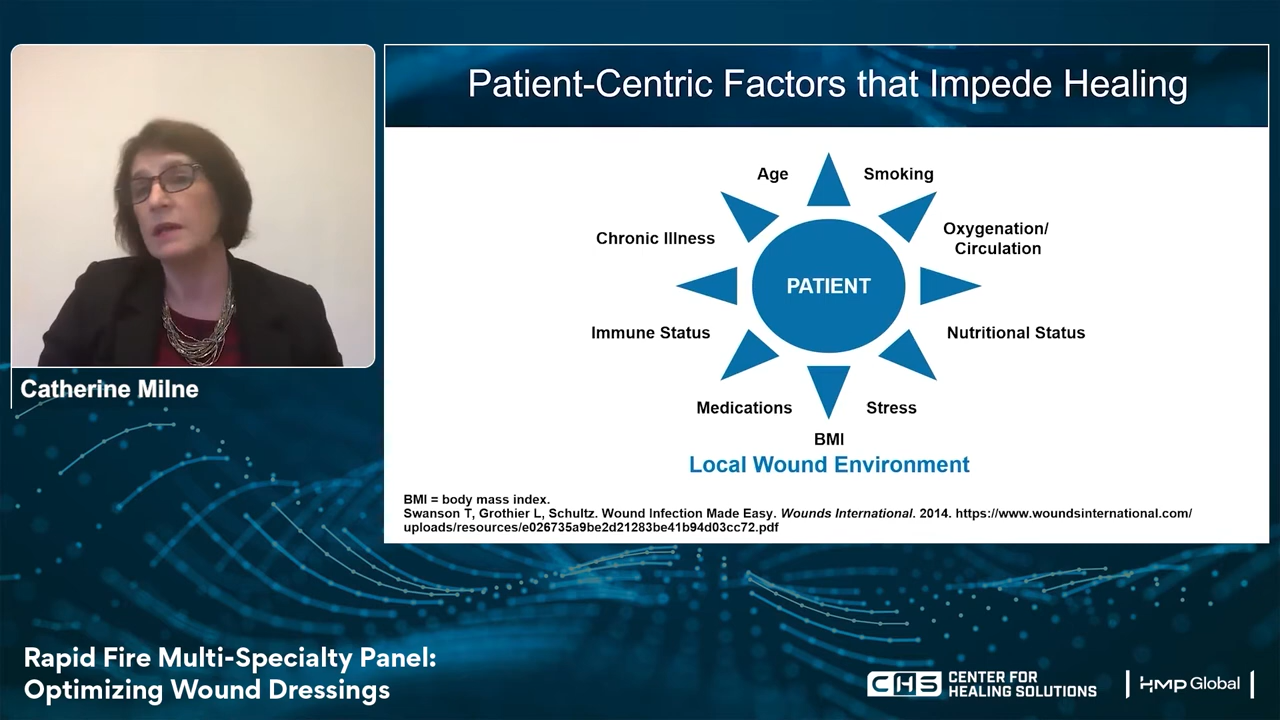 Patient-Centric Factors that Impede Healing
Age
Smoking
Chronic Illness
Oxygenation/
Circulation
PATIENT
Immune Status
Nutritional Status
Medications
Stress
BMI
Local Wound Environment
BMI = body mass index.
Swanson T, Grothier L, Schultz. Wound Infection Made Easy. Wounds International. 2014. https://www.woundsinternational.com/
uploads/resources/e026735a9be2d21283be41b94d03cc72.pdf
Catherine Milne
Rapid Fire Multi-Specialty Panel:
Optimizing Wound Dressings
CHS
CENTER FOR
HEALING SOLUTIONS
HMP Global